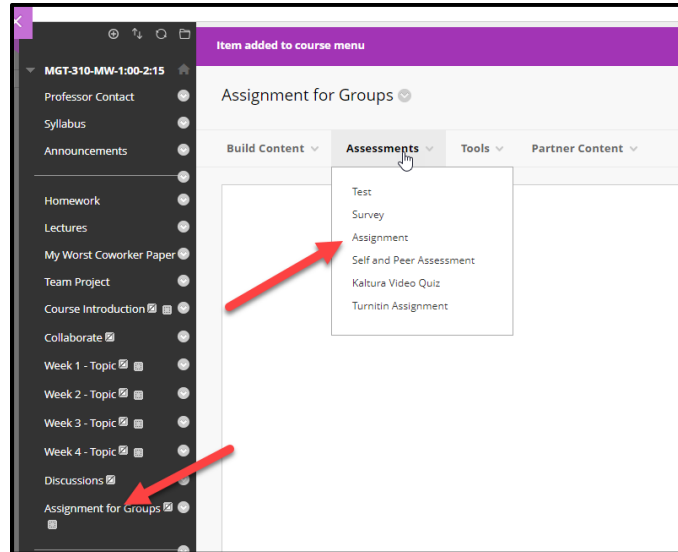 Item added to course menu
MGT-310-MW-1:00-2:15
Professor Contact
Syllabus
Announcements
Homework
Lectures
My Worst Coworker Paper
Team Project
Course Introduction
Collaborate
Week 1 - Topic
Week 2 - Topic
Week 3 - Topic
Week 4 - Topic
Discussions
Assignment for Groups
Assignment for Groups
Build Content Assessments Tools Partner Content
Test
Survey
Assignment
Self and Peer Assessment
Kaltura Video Quiz
Turnitin Assignment